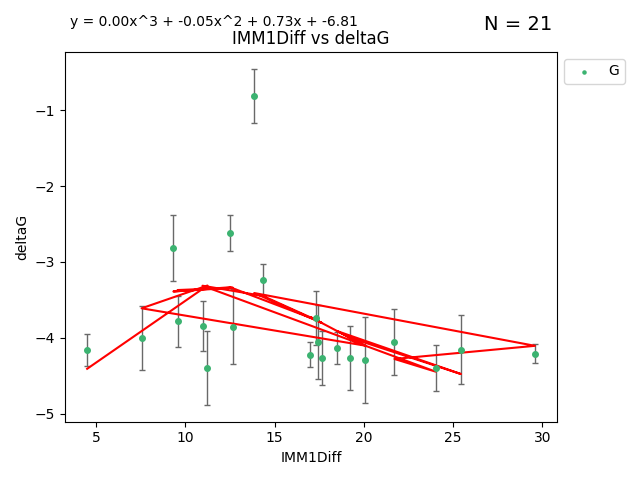 y = 0.00x^3 + -0.05x^2 + 0.73x + -6.81
N = 21
IMM1Diff vs deltaG
G
−1
−2
−3
−4
−5
deltaG
5 10 15 20 25 30
IMM1Diff